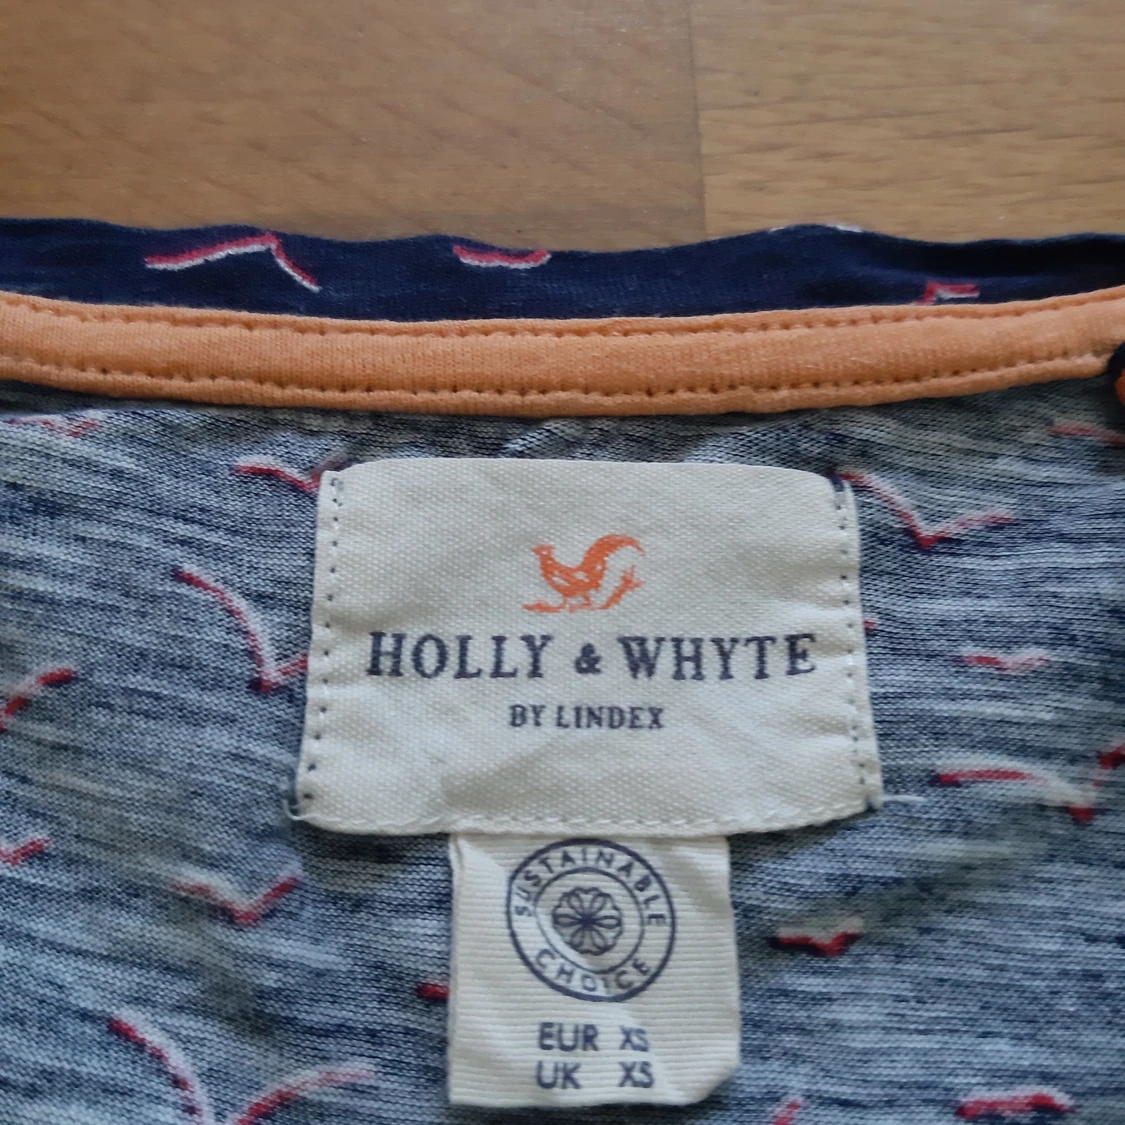 HOLLY & WHYTE
BY LINDEX
SUSTAINABLE
CHOICE
EUR XS
UK XS